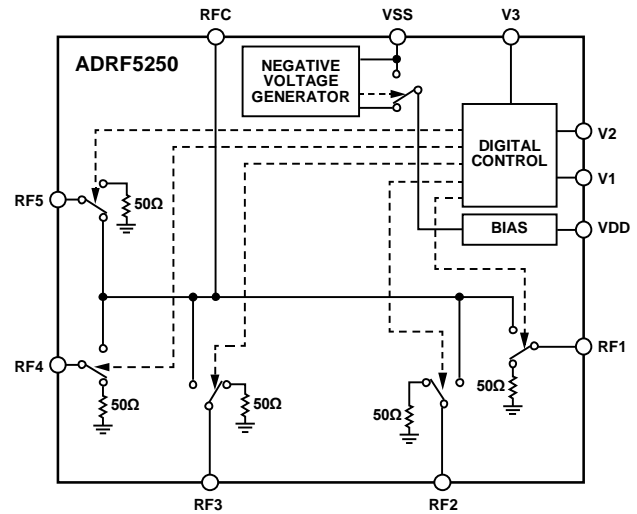 RFC
VSS
V3
ADRF5250
NEGATIVE
VOLTAGE
GENERATOR
DIGITAL
CONTROL
V2
V1
RF5
50Ω
BIAS
VDD
RF1
RF4
50Ω
50Ω
50Ω
50Ω
RF3
RF2